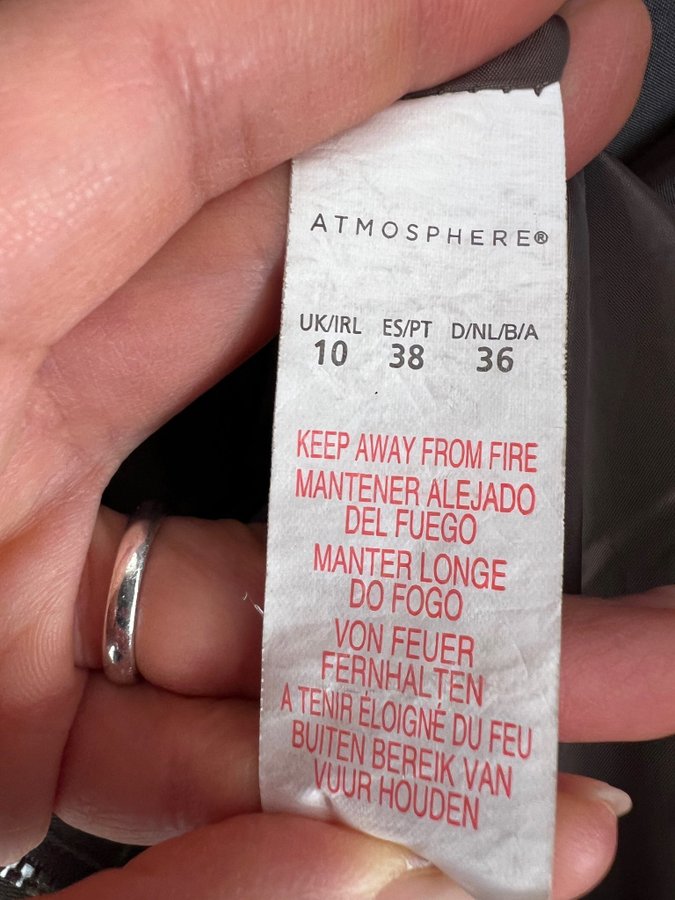 ATMOSPHERE®
UK/IRL ES/PT D/NL/B/A
10 38 36
KEEP AWAY FROM FIRE
MANTENER ALEJADO
DEL FUEGO
MANTER LONGE
DO FOGO
VON FEUER
FERNHALTEN
A TENIR ÉLOIGNÉ DU FEU
BUITEN BEREIK VAN
VUUR HOUDEN